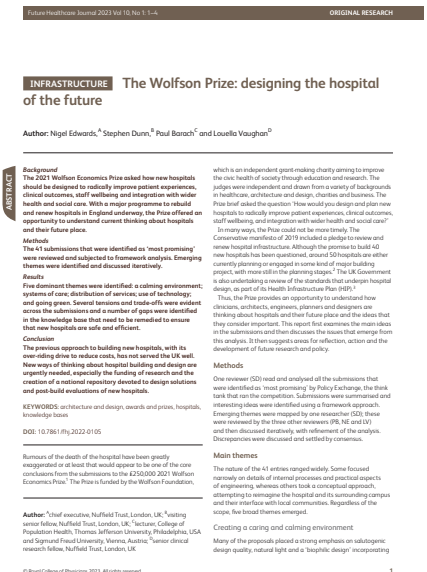 Future Healthcare Journal 2023 Vol 10, No 1: 1–4
ORIGINAL RESEARCH
INFRASTRUCTURE The Wolfson Prize: designing the hospital
of the future
Author: Nigel Edwards,A Stephen Dunn,B Paul BarachC and Louella VaughanD
ABSTRACT
Background
The 2021 Wolfson Economics Prize asked how new hospitals
should be designed to radically improve patient experiences,
clinical outcomes, staff wellbeing and integration with wider
health and social care. With a major programme to rebuild
and renew hospitals in England underway, the Prize offered an
opportunity to understand current thinking about hospitals
and their future place.
Methods
The 41 submissions that were identified as 'most promising'
were reviewed and subjected to framework analysis. Emerging
themes were identified and discussed iteratively.
Results
Five dominant themes were identified: a calming environment;
systems of care; distribution of services; use of technology;
and going green. Several tensions and trade-offs were evident
across the submissions and a number of gaps were identified
in the knowledge base that need to be remedied to ensure
that new hospitals are safe and efficient.
Conclusion
The previous approach to building new hospitals, with its
over-riding drive to reduce costs, has not served the UK well.
New ways of thinking about hospital building and design are
urgently needed, especially the funding of research and the
creation of a national repository devoted to design solutions
and post-build evaluations of new hospitals.
KEYWORDS: architecture and design, awards and prizes, hospitals,
knowledge bases
DOI: 10.7861/fhj.2022-0105
Rumours of the death of the hospital have been greatly
exaggerated or at least that would appear to be one of the core
conclusions from the submissions to the £250,000 2021 Wolfson
Economics Prize.1 The Prize is funded by the Wolfson Foundation,
Author: Achief executive, Nuffield Trust, London, UK; Bvisiting
senior fellow, Nuffield Trust, London, UK; Clecturer, College of
Population Health, Thomas Jefferson University, Philadelphia, USA
and Sigmund Freud University, Vienna, Austria; Dsenior clinical
research fellow, Nuffield Trust, London, UK
which is an independent grant-making charity aiming to improve
the civic health of society through education and research. The
judges were independent and drawn from a variety of backgrounds
in healthcare, architecture and design, charities and business. The
Prize brief asked the question 'How would you design and plan new
hospitals to radically improve patient experiences, clinical outcomes,
staff wellbeing, and integration with wider health and social care?'
In many ways, the Prize could not be more timely. The
Conservative manifesto of 2019 included a pledge to review and
renew hospital infrastructure. Although the promise to build 40
new hospitals has been questioned, around 50 hospitals are either
currently planning or engaged in some kind of major building
project, with more still in the planning stages.2 The UK Government
is also undertaking a review of the standards that underpin hospital
design, as part of its Health Infrastructure Plan (HIP).3
Thus, the Prize provides an opportunity to understand how
clinicians, architects, engineers, planners and designers are
thinking about hospitals and their future place and the ideas that
they consider important. This report first examines the main ideas
in the submissions and then discusses the issues that emerge from
this analysis. It then suggests areas for reflection, action and the
development of future research and policy.
Methods
One reviewer (SD) read and analysed all the submissions that
were identified as 'most promising' by Policy Exchange, the think
tank that ran the competition. Submissions were summarised and
interesting ideas were identified using a framework approach.
Emerging themes were mapped by one researcher (SD); these
were reviewed by the three other reviewers (PB, NE and LV)
and then discussed iteratively, with refinement of the analysis.
Discrepancies were discussed and settled by consensus.
Main themes
The nature of the 41 entries ranged widely. Some focused
narrowly on details of internal processes and practical aspects
of engineering, whereas others took a conceptual approach,
attempting to reimagine the hospital and its surrounding campus
and their interface with local communities. Regardless of the
scope, five broad themes emerged.
Creating a caring and calming environment
Many of the proposals placed a strong emphasis on salutogenic
design quality, natural light and a 'biophilic design' incorporating
© Royal College of Physicians 2023. All rights reserved.
1